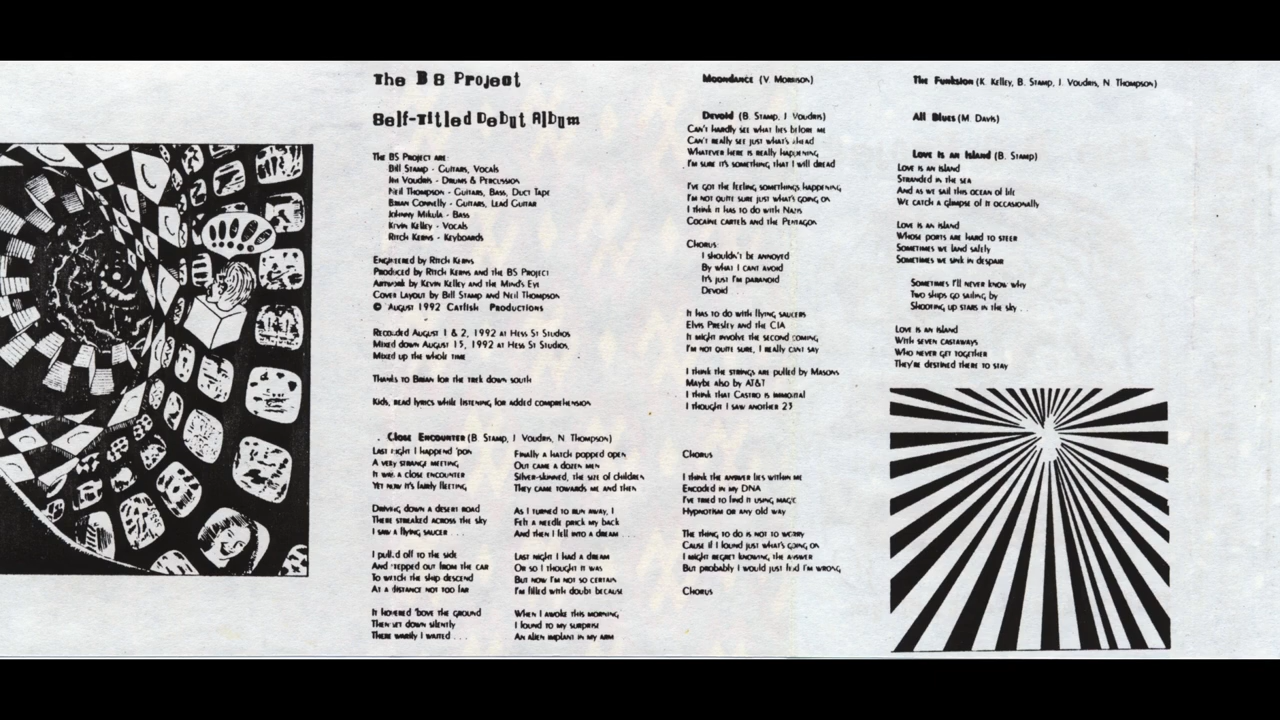 The BS Project
Self-Titled Debut Album
The BS Project are:
Bill Stamp - Guitars, Vocals
Jim Voudris - Drums & Percussion
Neil Thompson - Guitars, Bass, Duct Tape
Brian Connelly - Guitars, Lead Guitar
Johnny Mikula - Bass
Kevin Kelley - Vocals
Ritch Kerns - Keyboards
Engineered by Ritch Kerns
Produced by Ritch Kerns and the BS Project
Artwork by Kevin Kelley and the Mind's Eye
Cover Layout by Bill Stamp and Neil Thompson
© August 1992 Catfish Productions
Recorded August 1 & 2, 1992 at Hess St Studios
Mixed down August 15, 1992 at Hess St Studios,
Mixed up the whole time
Thanks to Brian for the trek down south
Kids, read lyrics while listening for added comprehension
Close Encounter (B. Stamp, J Voudris, N Thompson)
Last night I happend 'pon
A very strange meeting
It was a close encounter
Yet now it's fairly fleeting
Driving down a desert road
There streaked across the sky
I saw a flying saucer . . .
I pulled off to the side
And stepped out from the car
To watch the ship descend
At a distance not too far
It hovered 'bove the ground
Then set down silently
There warily I waited . . .
Finally a hatch popped open
Out came a dozen men
Silver-skinned, the size of children
They came towards me and then
As I turned to run away, I
Felt a needle prick my back
And then I fell into a dream . . .
Last night I had a dream
Or so I thought it was
But now I'm not so certain
I'm filled with doubt because
When I awoke this morning
I found to my surprise
An alien implant in my arm
Moondance (V Morrison)
Devoid (B. Stamp, J Voudris)
Can't hardly see what lies before me
Can't really see just what's ahead
Whatever here is really happening
I'm sure it's something, that I will dread
I've got the feeling somethings happening
I'm not quite sure just what's going on
I think it has to do with Nazis
Cocaine cartels and the Pentagon
Chorus:
I shouldn't be annoyed
By what I cant avoid
It's just I'm paranoid
Devoid
It has to do with flying saucers
Elvis Presley and the CIA
It might involve the second coming
I'm not quite sure, I really cant say
I think the strings are pulled by Masons
Maybe also by AT&T
I think that Castro is immortal
I thought I saw another 23
Chorus
I think the answer lies within me
Encoded in my DNA
I've tried to find it using magic
Hypnotism or any old way
The thing to do is not to worry
Cause if I found just what's going on
I might regret knowing the answer
But probably I would just find I'm wrong
Chorus
The Funksion (K. Kelley, B. Stamp, J. Voudris, N Thompson)
All Blues (M. Davis)
Love Is an Island (B. Stamp)
Love is an island
Stranded in the sea
And as we sail this ocean of life
We catch a glimpse of it occasionally
Love is an island
Whose ports are hard to steer
Sometimes we land safely
Sometimes we sink in despair
Sometimes I'll never know why
Two ships go sailing by
Shooting up stars in the sky . . .
Love is an island
With seven castaways
Who never get together
They're destined there to stay